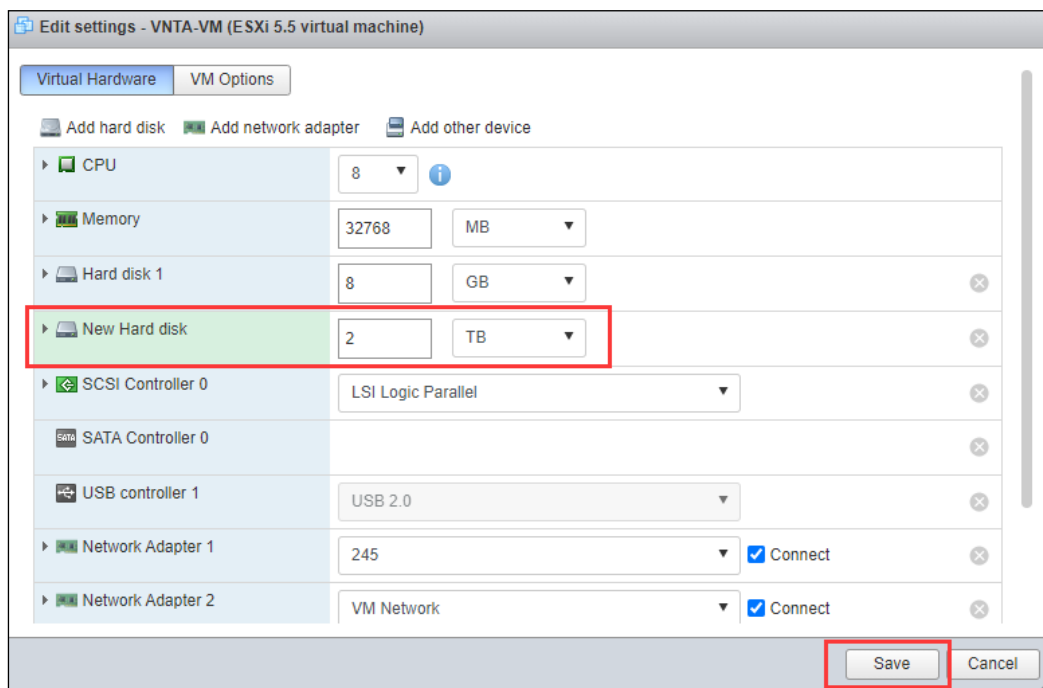 Edit settings - VNTA-VM (ESXi 5.5 virtual machine)
Virtual Hardware VM Options
Add hard disk Add network adapter Add other device
CPU 8
Memory 32768 MB
Hard disk 1 8 GB
New Hard disk 2 TB
SCSI Controller 0 LSI Logic Parallel
SATA SATA Controller 0
USB controller 1 USB 2.0
Network Adapter 1 245 Connect
Network Adapter 2 VM Network Connect
Save Cancel